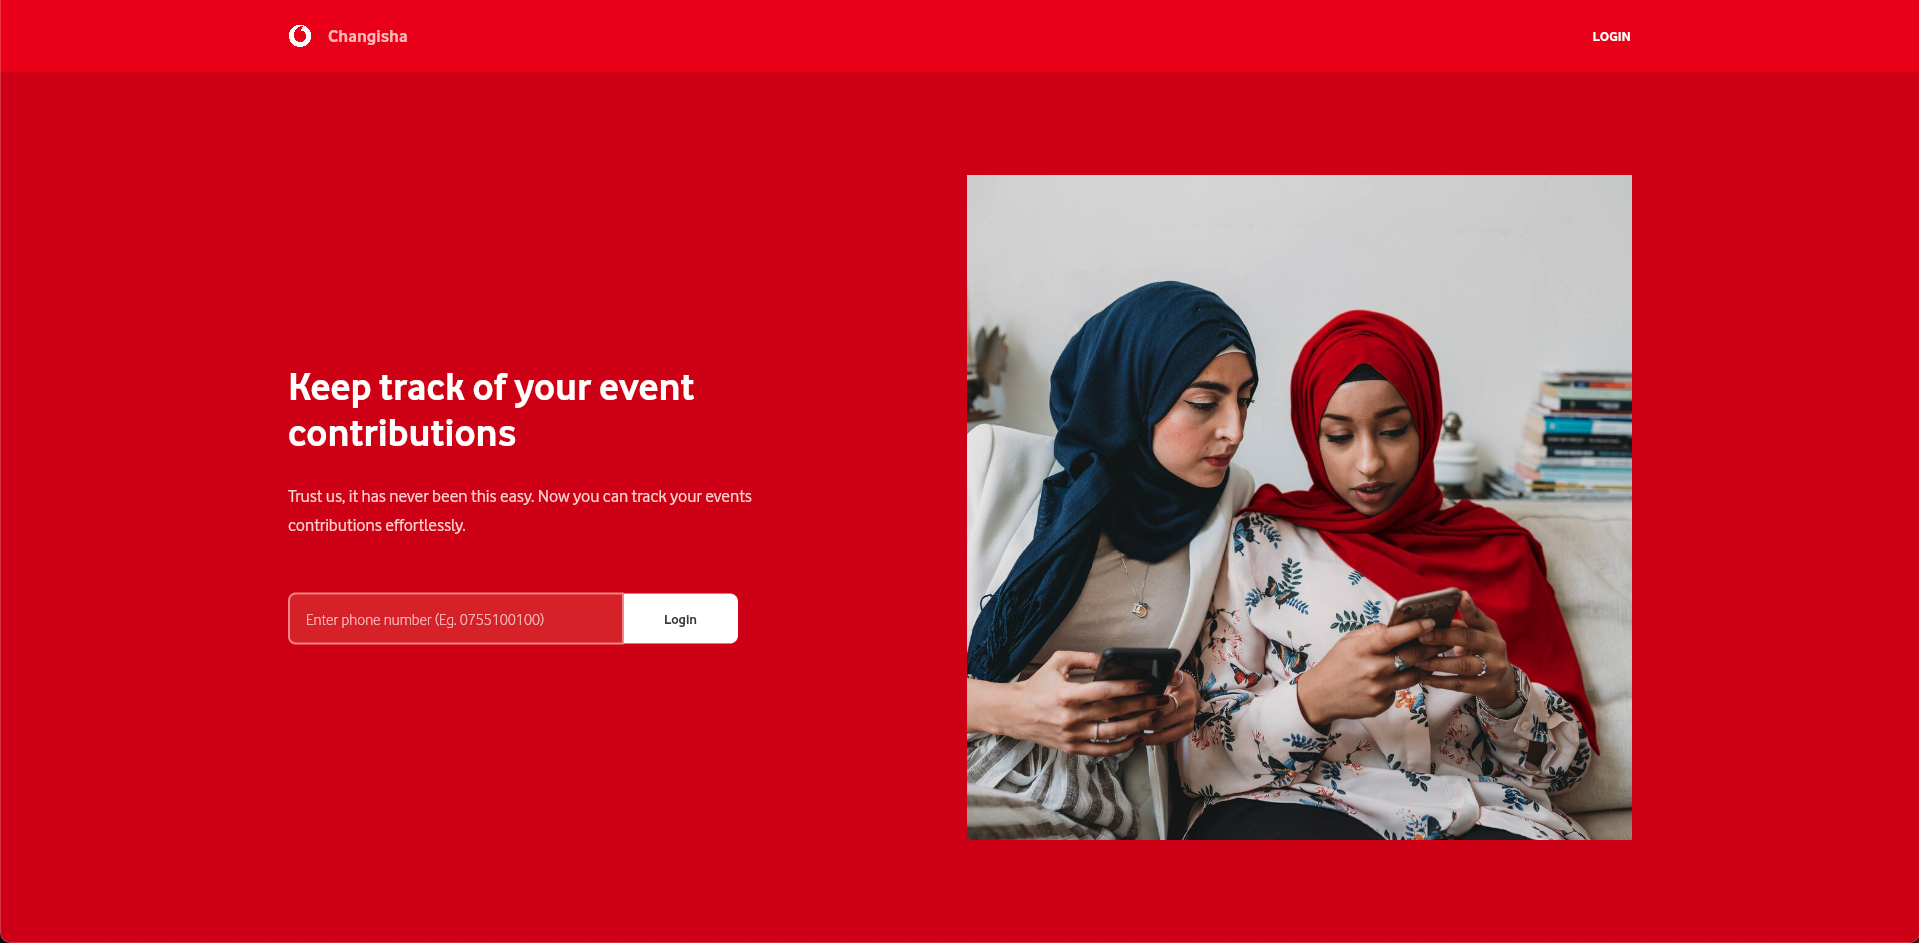 Changisha
LOGIN
Keep track of your event
contributions
Trust us, it has never been this easy. Now you can track your events
contributions effortlessly.
Enter phone number (Eg. 0755100100)
Login